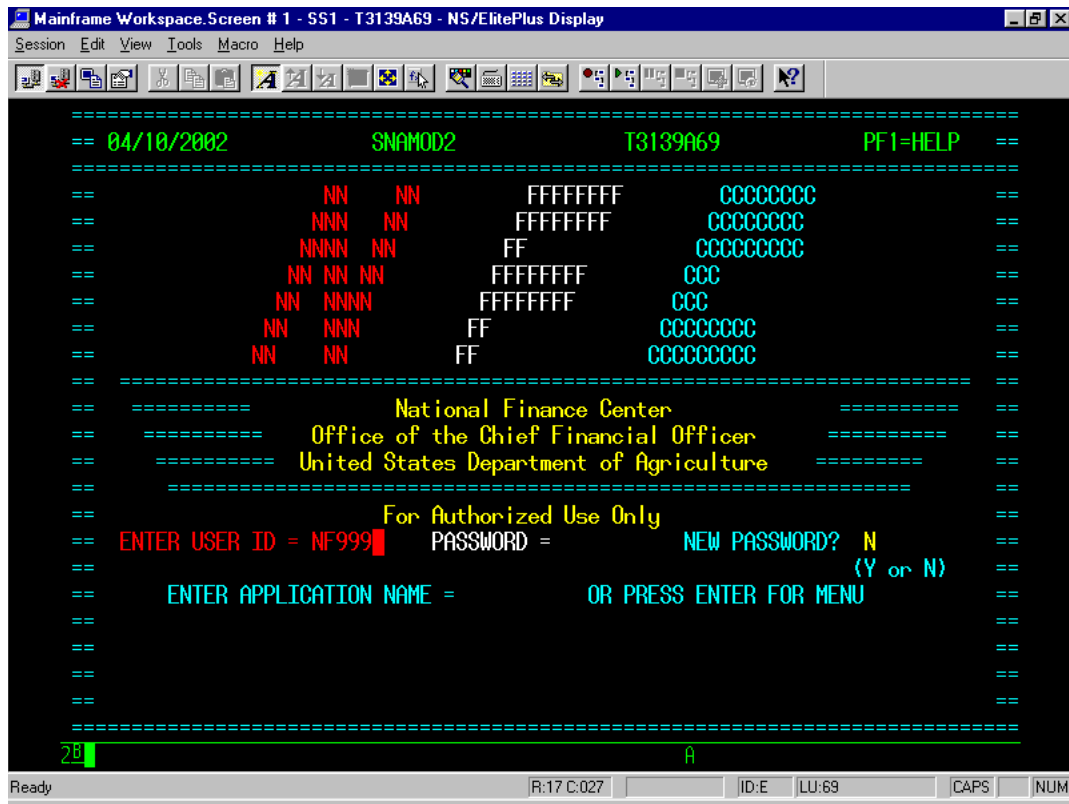 Mainframe Workspace.Screen # 1 - SS1 - T3139A69 - NS/ElitePlus Display
Session Edit View Tools Macro Help
==============================================================================
== 04/10/2002 SNAMOD2 T3139A69 PF1=HELP ==
==============================================================================
== NN NN FFFFFFFF CCCCCCCC ==
== NNN NN FFFFFFFF CCCCCCCC ==
== NNNN NN FF CCCCCCCCC ==
== NN NN NN FFFFFFFF CCC ==
== NN NNNN FFFFFFFF CCC ==
== NN NNN FF CCCCCCCC ==
== NN NN FF CCCCCCCCC ==
== ======================================================================= ==
== ========== National Finance Center ========== ==
== ========== Office of the Chief Financial Officer ========== ==
== ========== United States Department of Agriculture ========= ==
== ============================================================== ==
== For Authorized Use Only ==
== ENTER USER ID = NF999 PASSWORD = NEW PASSWORD? N ==
== (Y or N) ==
== ENTER APPLICATION NAME = OR PRESS ENTER FOR MENU ==
== ==
== ==
== ==
== ==
==============================================================================
2B A
Ready R:17 C:027 ID:E LU:69 CAPS NUM